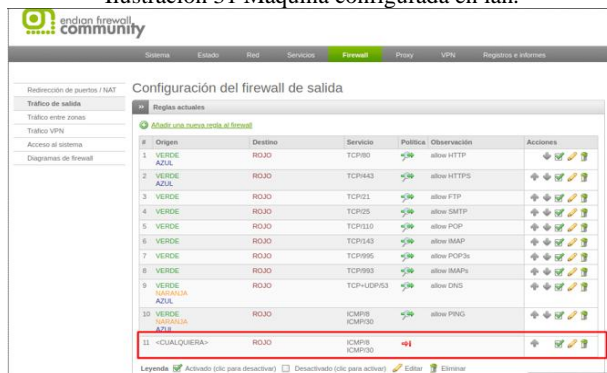 Ilustración 31 Maquina configurada en lan.
endian firewall
community
Sistema Estado Red Servicios Firewall Proxy VPN Registros e informes
Configuración del firewall de salida
Redirección de puertos / NAT
Tráfico de salida
Tráfico entre zonas
Trafico VPN
Acceso al sistema
Diagramas de firewall
Reglas actuales
Añadir una nueva regla al firewall
# Origen Destino Servicio Política Observación Acciones
1 VERDE ROJO TCP/80 allow HTTP
AZUL
2 VERDE ROJO TCP/443 allow HTTPS
AZUL
3 VERDE ROJO TCP/21 allow FTP
4 VERDE ROJO TCP/25 allow SMTP
5 VERDE ROJO TCP/110 allow POP
6 VERDE ROJO TCP/143 allow IMAP
7 VERDE ROJO TCP/995 allow POP3s
8 VERDE ROJO TCP/993 allow IMAPs
9 VERDE ROJO TCP+UDP/53 allow DNS
NARANJA
AZUL
10 VERDE ROJO ICMP/8 allow PING
NARANJA ICMP/30
AZUL
11 <CUALQUIERA> ROJO ICMP/8
ICMP/30
Leyenda Activado (clic para desactivar) Desactivado (clic para activar) Editar Eliminar